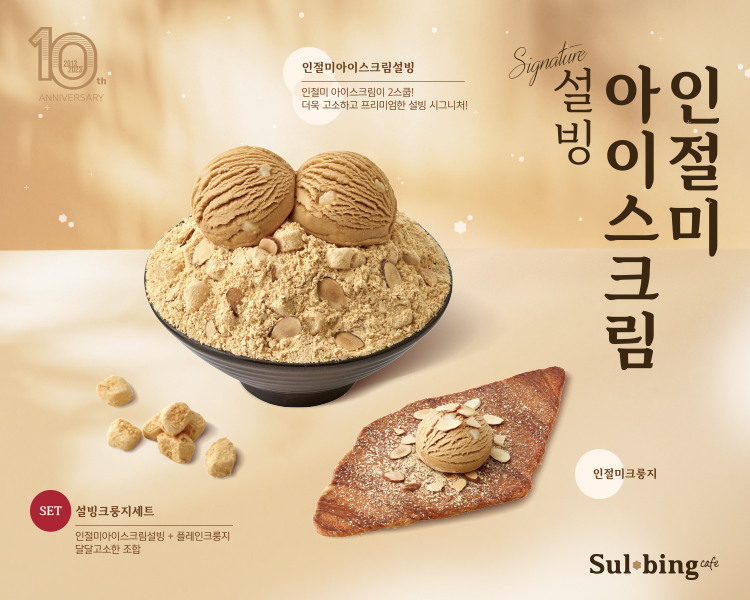 10th
2013
2023
ANNIVERSARY
인절미아이스크림설빙
인절미 아이스크림이 2스쿱!
더욱 고소하고 프리미엄한 설빙 시그니처!
Signature
인절미
아이스크림
설빙
인절미크룽지
SET
설빙크룽지세트
인절미아이스크림설빙 + 플레인크룽지
달달고소한 조합
Sul bing cafe